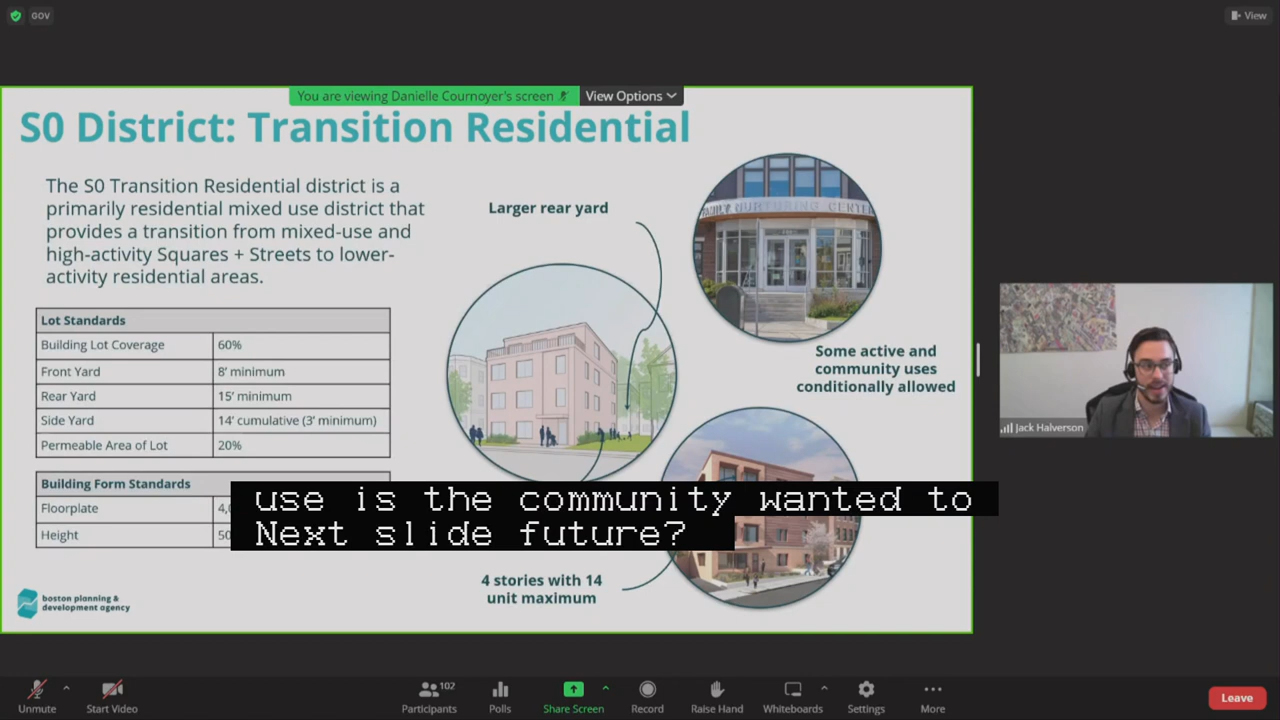 GOV
View
You are viewing Danielle Cournoyer's screen
View Options
S0 District: Transition Residential
The S0 Transition Residential district is a
primarily residential mixed use district that
provides a transition from mixed-use and
high-activity Squares + Streets to lower-
activity residential areas.
Larger rear yard
FAMILY NURTURING CENTER
Some active and
community uses
conditionally allowed
Lot Standards
Building Lot Coverage 60%
Front Yard 8' minimum
Rear Yard 15' minimum
Side Yard 14' cumulative (3' minimum)
Permeable Area of Lot 20%
Building Form Standards
Floorplate
Height
use is the community wanted to
Next slide future?
4 stories with 14
unit maximum
boston planning &
development agency
Jack Halverson
Unmute
Start Video
Participants 102
Polls
Share Screen
Record
Raise Hand
Whiteboards
Settings
More
Leave